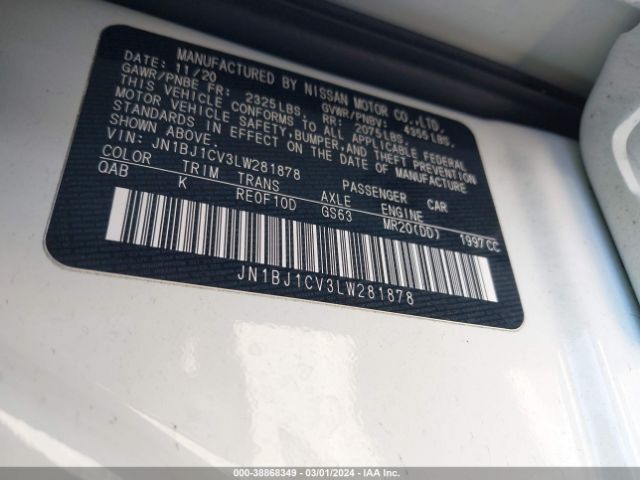 MANUFACTURED BY NISSAN MOTOR CO.,LTD.
DATE: 11/20 GVWR/PNBV: 4355LBS.
GAWR/PNBE FR: 2325LBS, RR: 2075LBS.
THIS VEHICLE CONFORMS TO ALL APPLICABLE FEDERAL
MOTOR VEHICLE SAFETY,BUMPER,AND THEFT PREVENTION
STANDARDS IN EFFECT ON THE DATE OF MANUFACTURE
SHOWN ABOVE.
VIN: JN1BJ1CV3LW281878 PASSENGER CAR
COLOR TRIM TRANS AXLE ENGINE
QAB K RE0F10D GS63 MR20(DD) 1997CC
JN1BJ1CV3LW281878
000-38868349 — 03/01/2024 — IAA Inc.